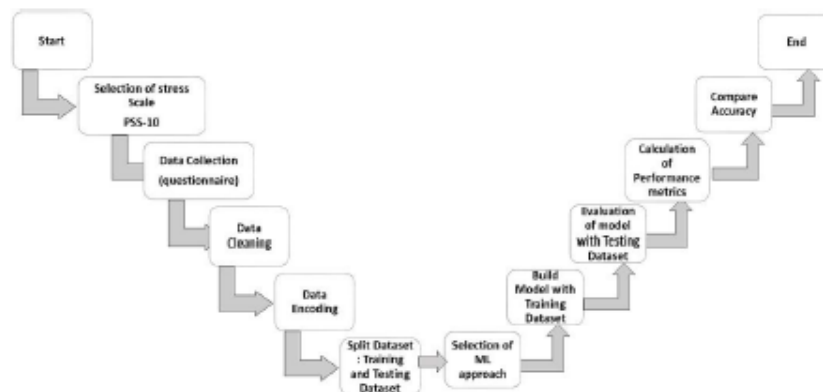 Start
Selection of stress
Scale
PSS-10
Data Collection
(questionnaire)
Data
Cleaning
Data
Encoding
Split Dataset
: Training
and Testing
Dataset
Selection of
ML
approach
Build
Model with
Training
Dataset
Evaluation
of model
with Testing
Dataset
Calculation
of
Performance
metrics
Compare
Accuracy
End